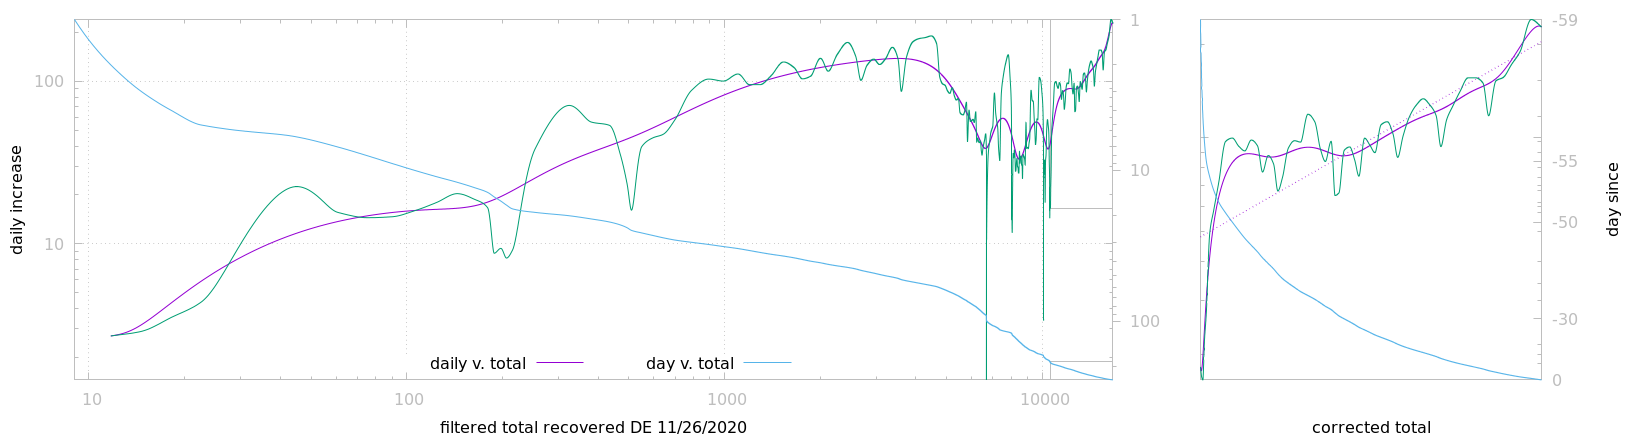 daily increase
100
10
1
10
100
daily v. total
day v. total
10
100
1000
10000
filtered total recovered DE 11/26/2020
-59
-55
-50
-30
0
day since
corrected total